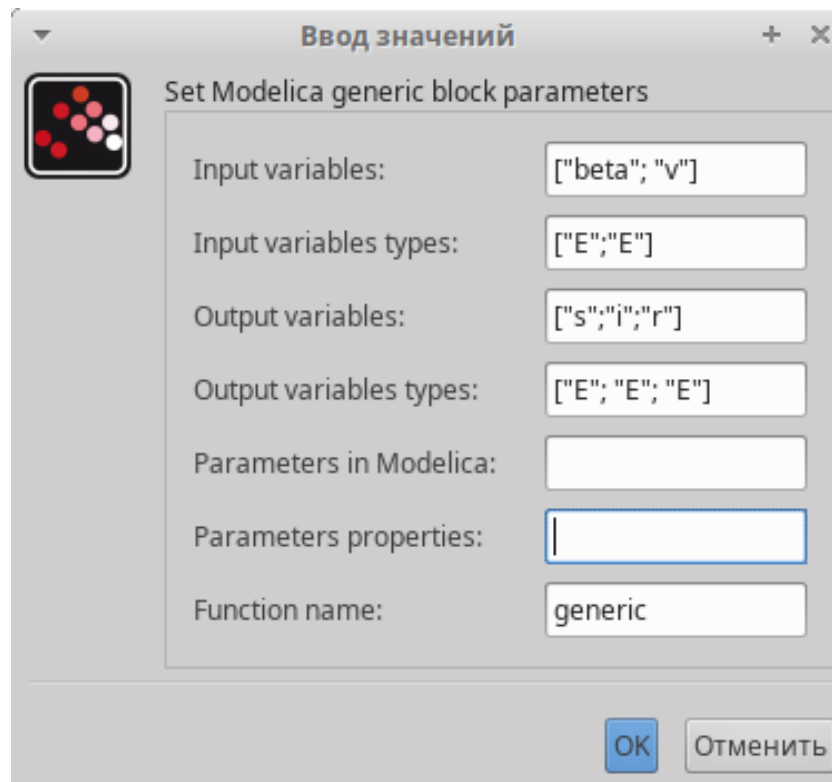 Ввод значений
Set Modelica generic block parameters
Input variables: ["beta"; "v"]
Input variables types: ["E";"E"]
Output variables: ["s";"i";"r"]
Output variables types: ["E"; "E"; "E"]
Parameters in Modelica:
Parameters properties:
Function name: generic
OK Отменить